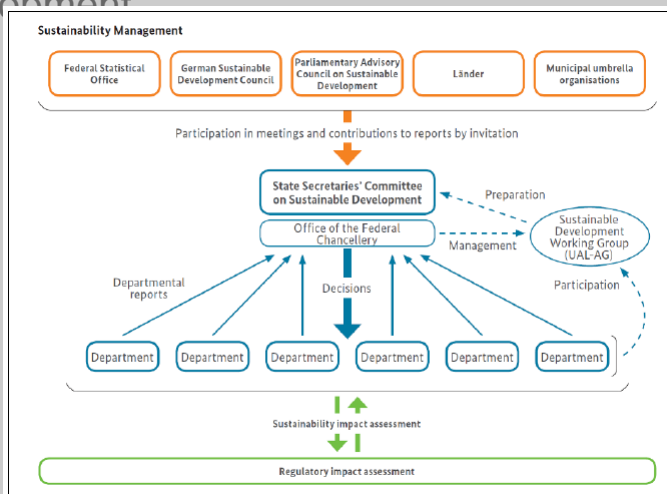 Sustainability Management
Federal Statistical
Office
German Sustainable
Development Council
Parliamentary Advisory
Council on Sustainable
Development
Länder
Municipal umbrella
organisations
Participation in meetings and contributions to reports by invitation
State Secretaries' Committee
on Sustainable Development
Preparation
Office of the Federal
Chancellery
Management
Sustainable
Development
Working Group
(UAL-AG)
Departmental
reports
Decisions
Participation
Department
Department
Department
Department
Department
Department
Sustainability impact assessment
Regulatory impact assessment